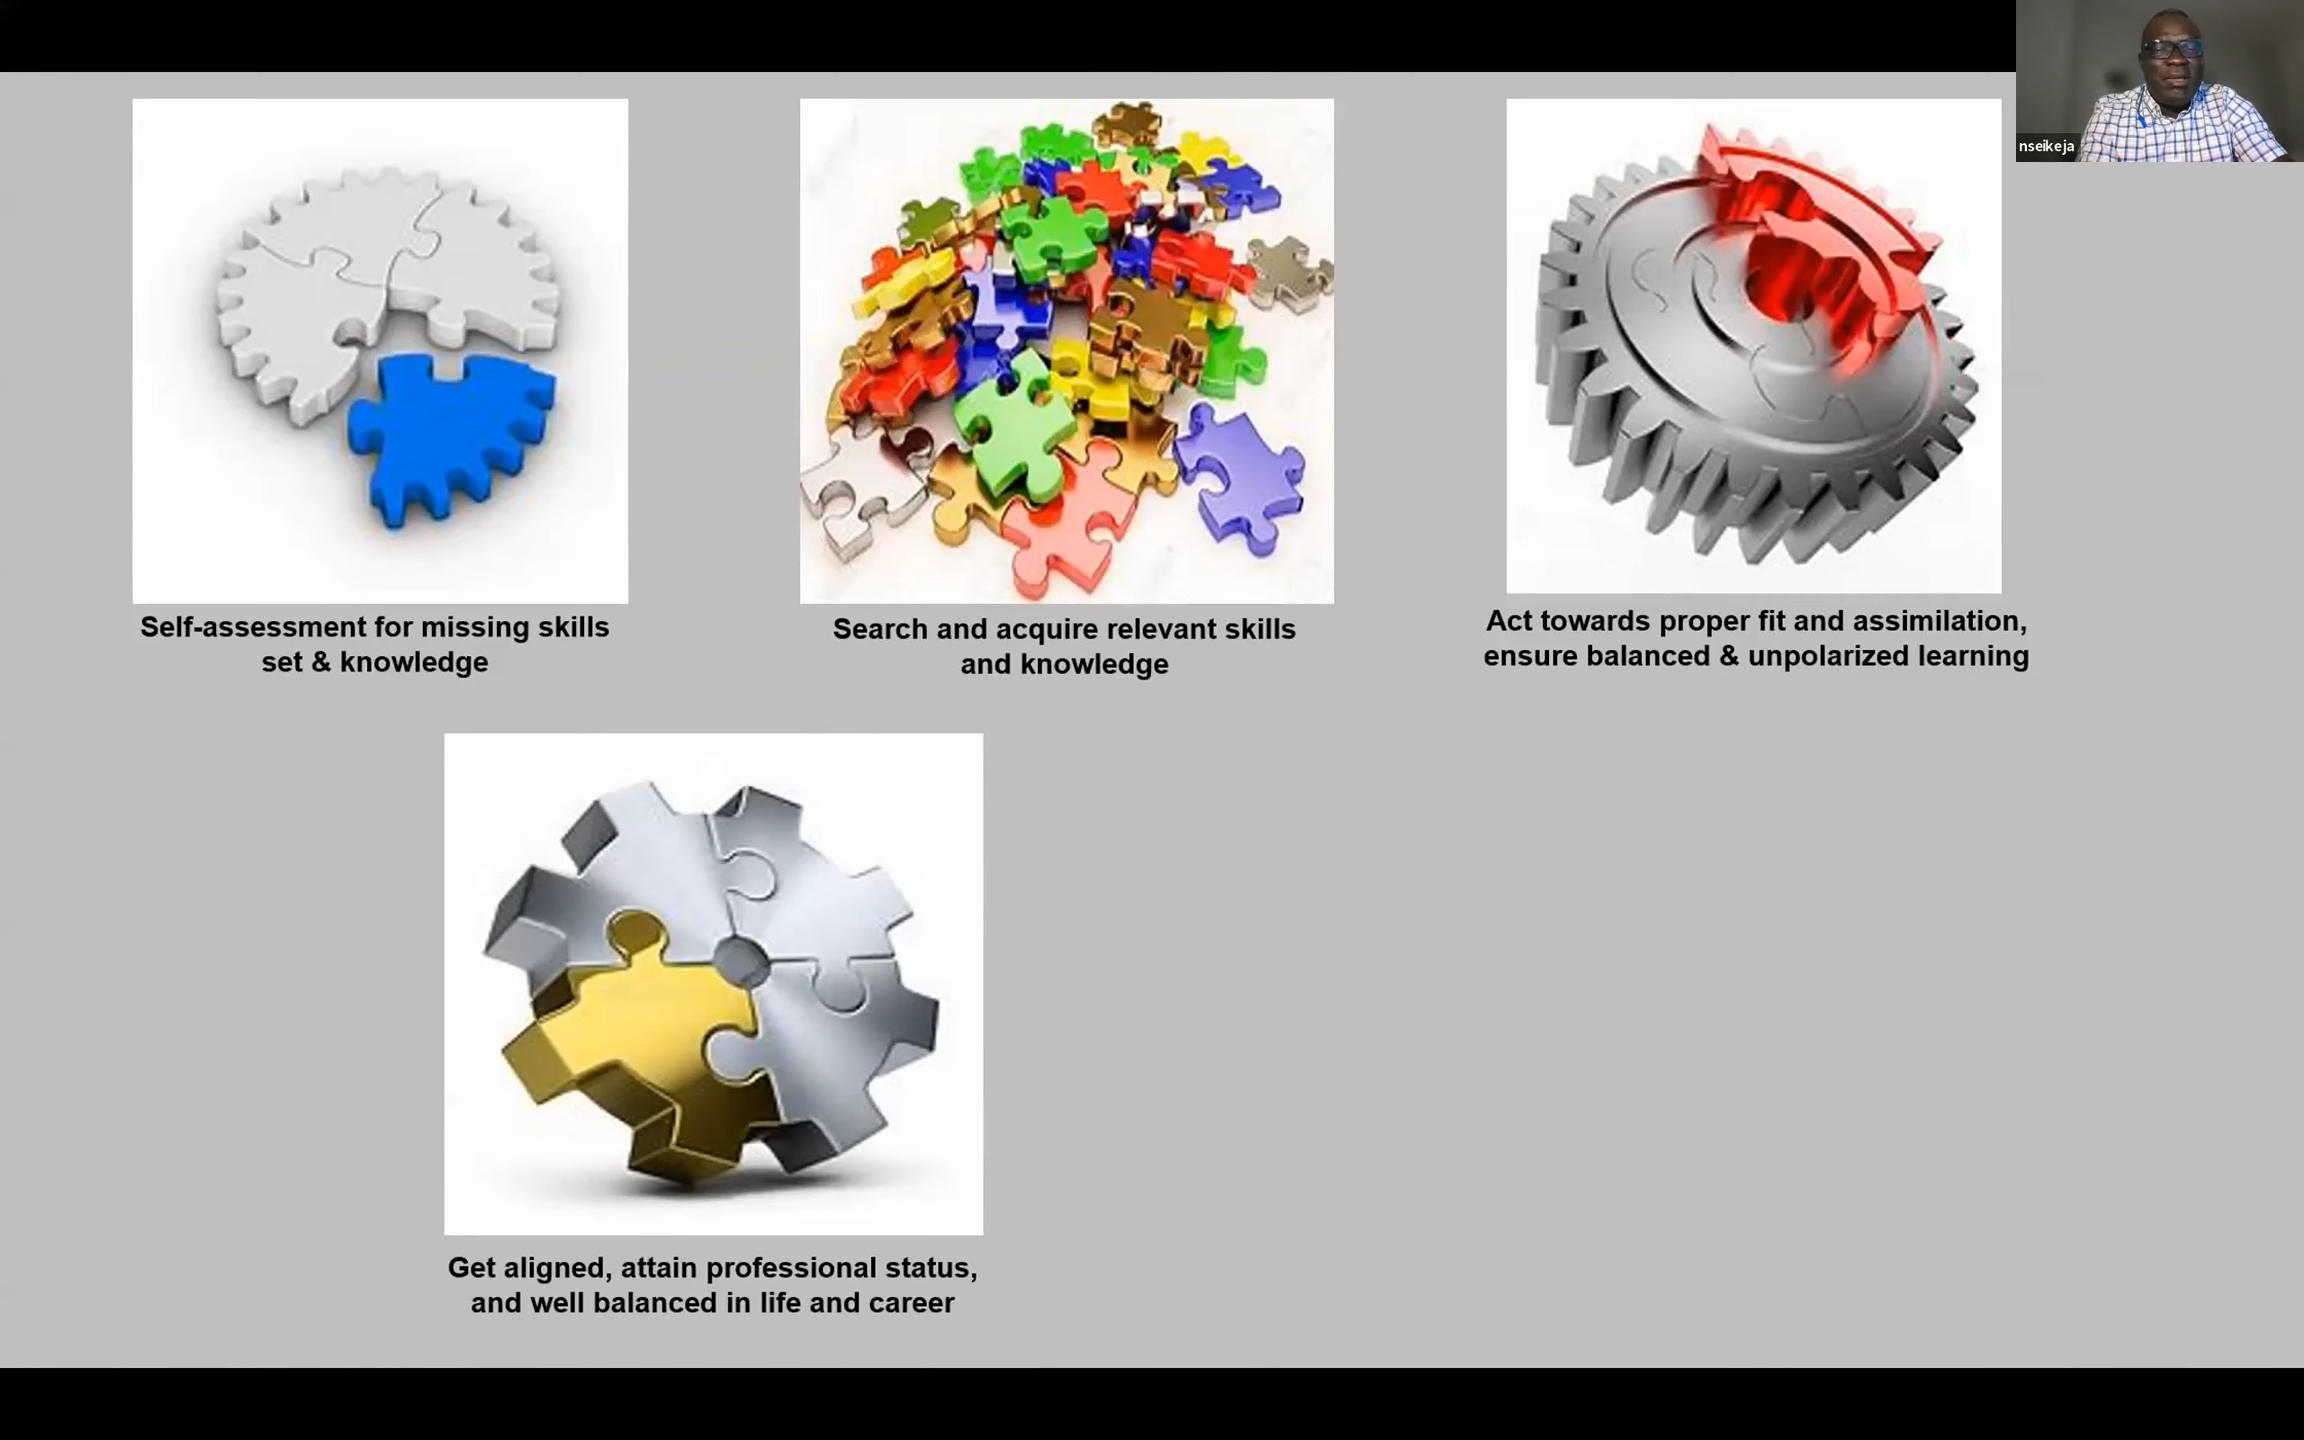 nseikeja
Self-assessment for missing skills
set & knowledge
Search and acquire relevant skills
and knowledge
Act towards proper fit and assimilation,
ensure balanced & unpolarized learning
Get aligned, attain professional status,
and well balanced in life and career